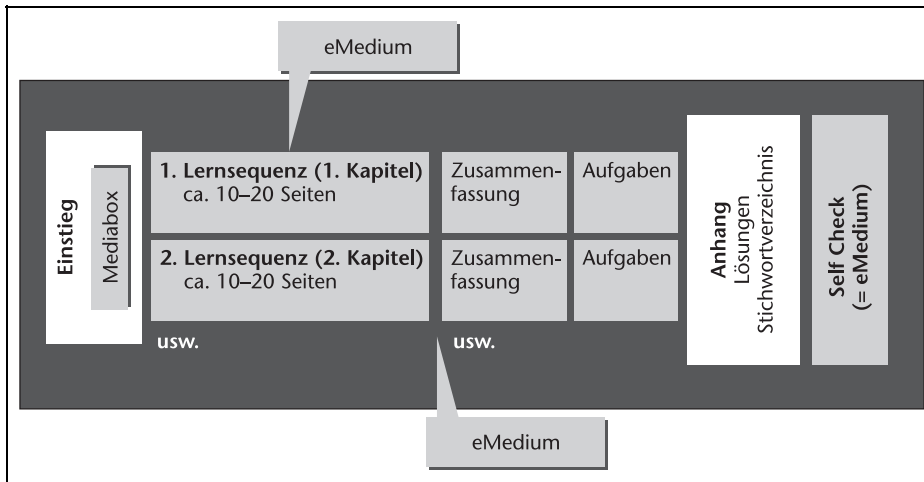 eMedium
Einstieg
Mediabox
1. Lernsequenz (1. Kapitel)
ca. 10–20 Seiten
Zusammen-
fassung
Aufgaben
2. Lernsequenz (2. Kapitel)
ca. 10–20 Seiten
Zusammen-
fassung
Aufgaben
usw.
usw.
Anhang
Lösungen
Stichwortverzeichnis
Self Check
(= eMedium)
eMedium